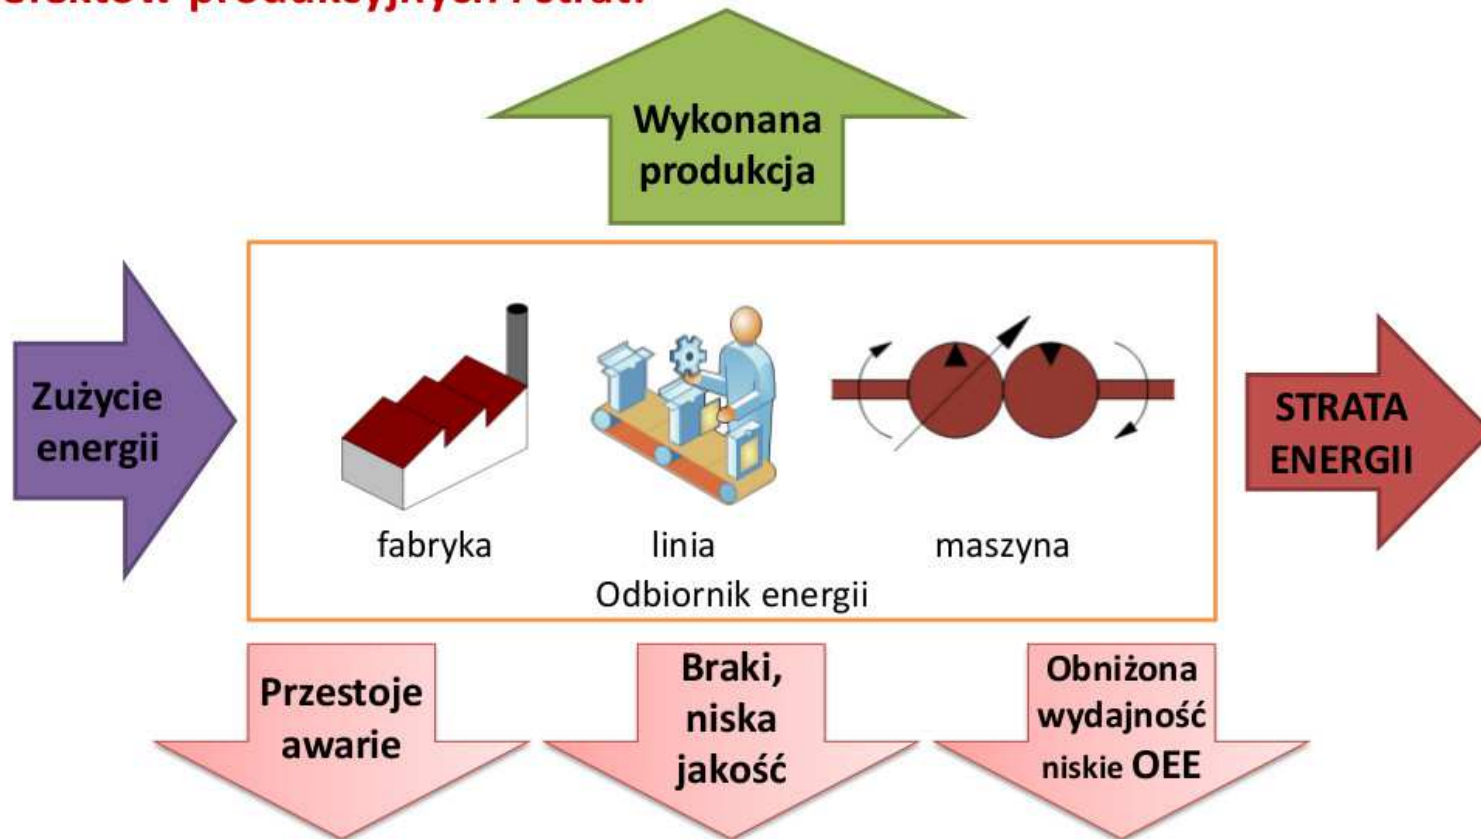 Wykonana
produkcja
Zużycie
energii
STRATA
ENERGII
fabryka linia maszyna
Odbiornik energii
Przestoje
awarie
Braki,
niska
jakość
Obniżona
wydajność
niskie OEE